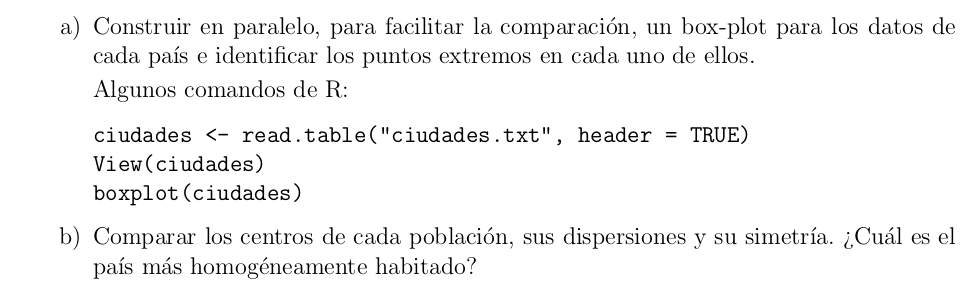 a) Construir en paralelo, para facilitar la comparación, un box-plot para los datos de
cada país e identificar los puntos extremos en cada uno de ellos.
Algunos comandos de R:
ciudades <- read.table("ciudades.txt", header = TRUE)
View(ciudades)
boxplot(ciudades)
b) Comparar los centros de cada población, sus dispersiones y su simetría. ¿Cuál es el
país más homogéneamente habitado?